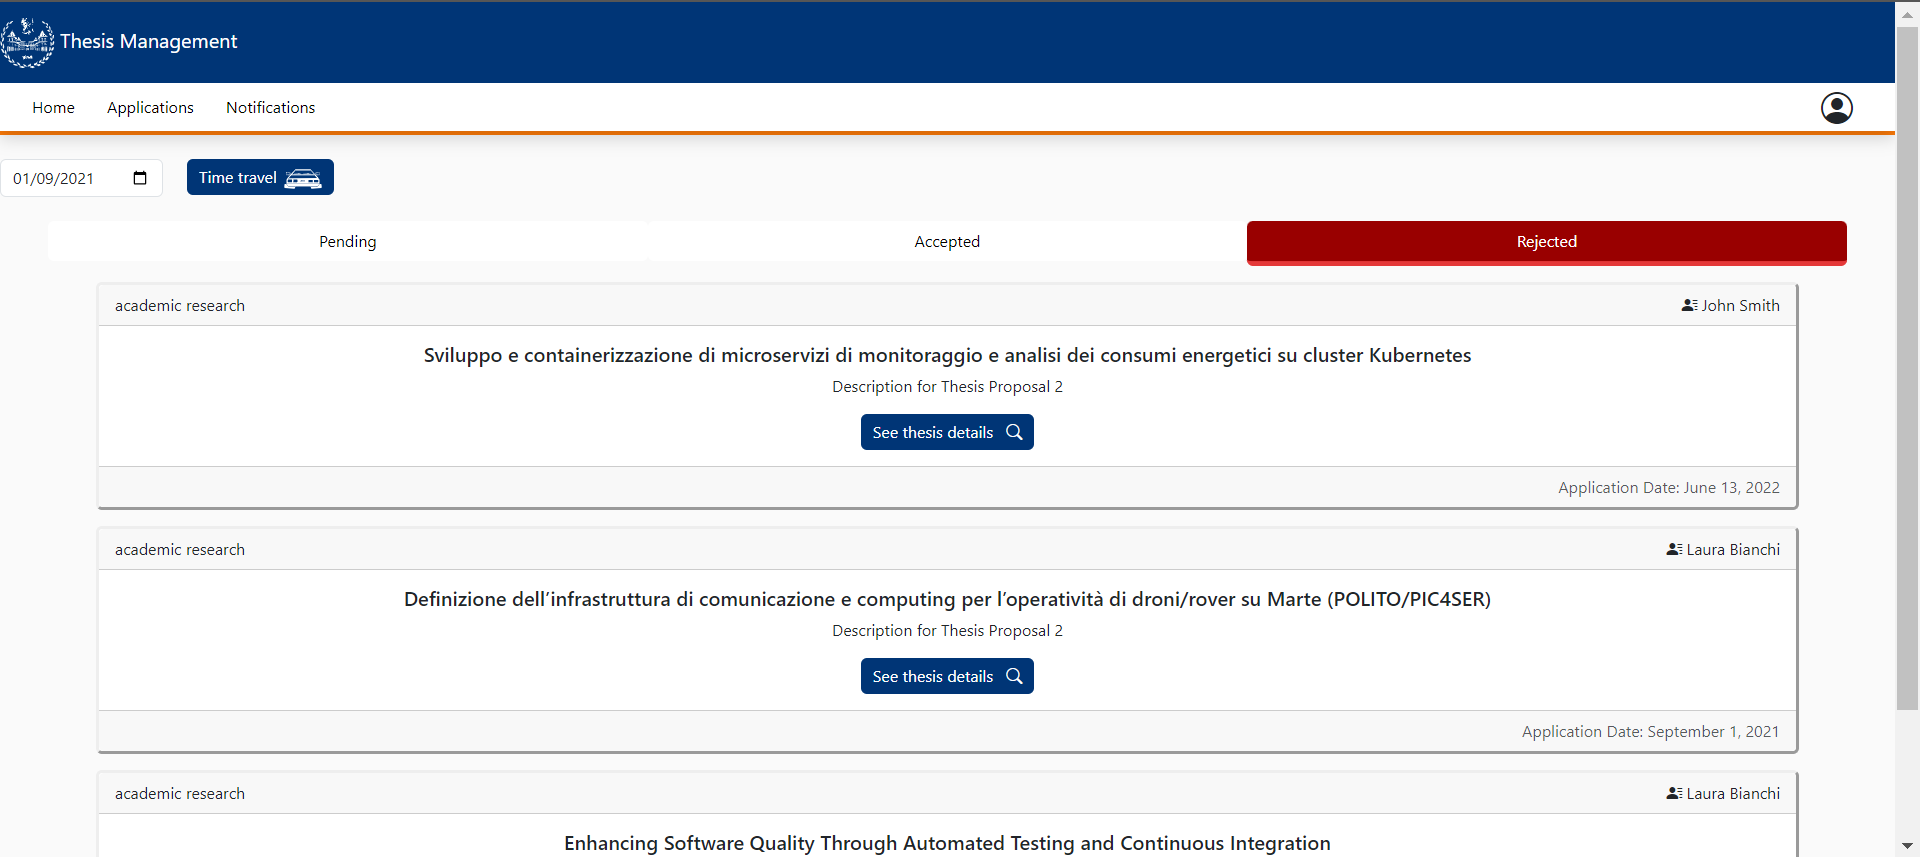 Thesis Management
Home Applications Notifications
01/09/2021 Time travel
Pending Accepted Rejected
academic research John Smith
Sviluppo e containerizzazione di microservizi di monitoraggio e analisi dei consumi energetici su cluster Kubernetes
Description for Thesis Proposal 2
See thesis details
Application Date: June 13, 2022
academic research Laura Bianchi
Definizione dell’infrastruttura di comunicazione e computing per l’operatività di droni/rover su Marte (POLITO/PIC4SER)
Description for Thesis Proposal 2
See thesis details
Application Date: September 1, 2021
academic research Laura Bianchi
Enhancing Software Quality Through Automated Testing and Continuous Integration